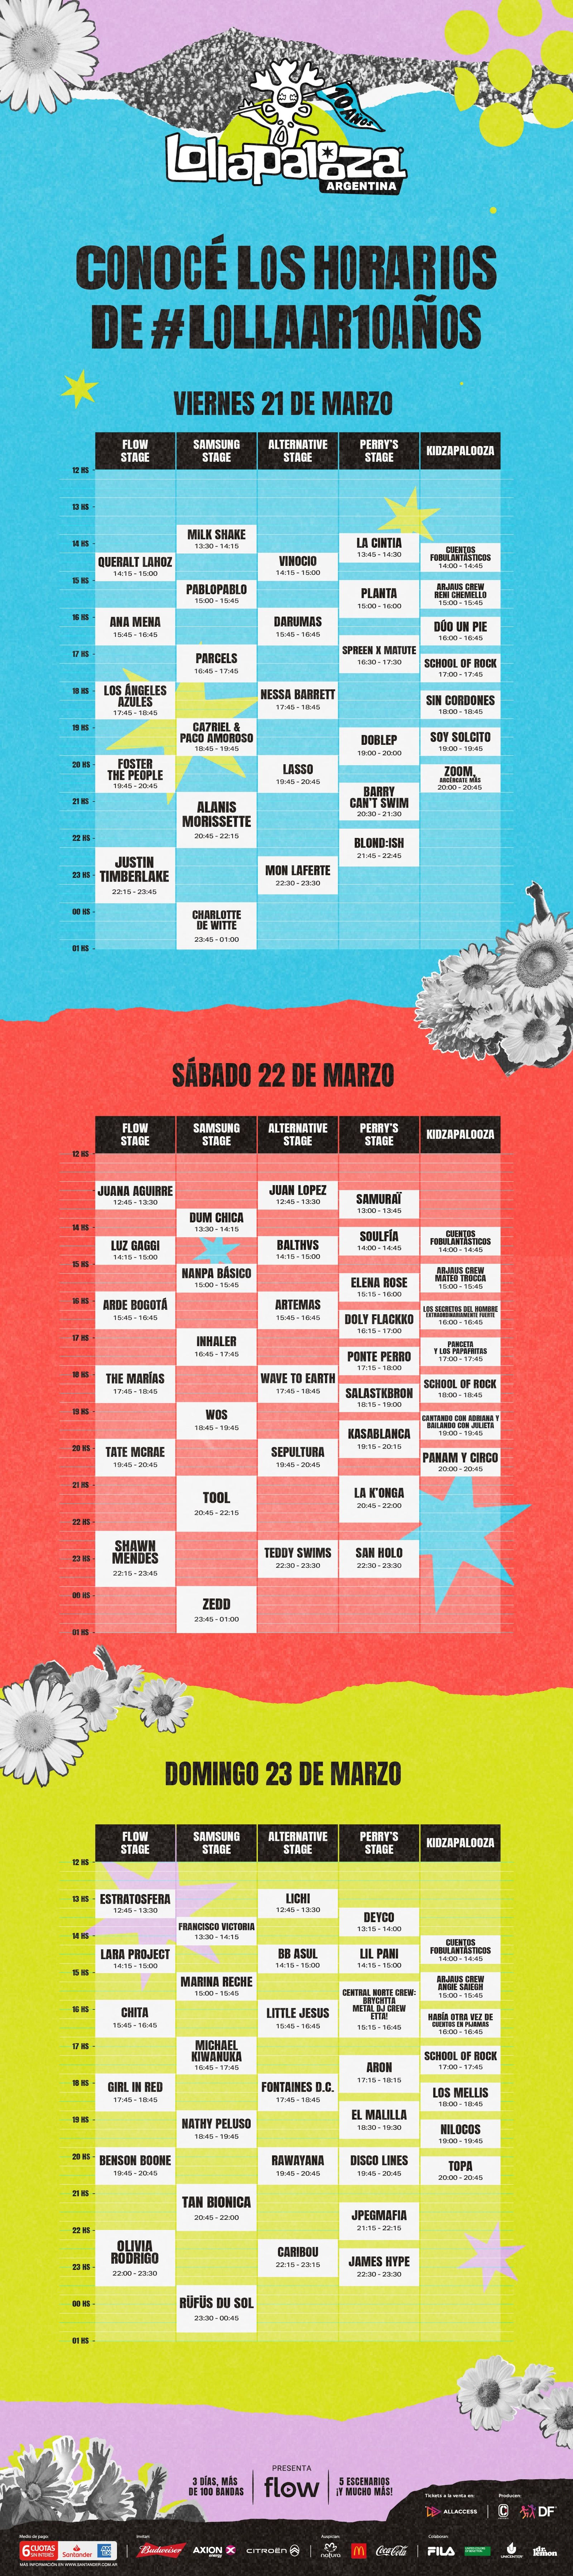 10 AÑOS
Lollapalooza
ARGENTINA
CONOCÉ LOS HORARIOS
DE #LOLLAAR10AÑOS
VIERNES 21 DE MARZO
FLOW STAGE
SAMSUNG STAGE
ALTERNATIVE STAGE
PERRY'S STAGE
KIDZAPALOOZA
12 HS
13 HS
14 HS
15 HS
16 HS
17 HS
18 HS
19 HS
20 HS
21 HS
22 HS
23 HS
00 HS
01 HS
QUERALT LAHOZ
14:15 - 15:00
ANA MENA
15:45 - 16:45
LOS ÁNGELES
AZULES
17:45 - 18:45
FOSTER
THE PEOPLE
19:45 - 20:45
JUSTIN
TIMBERLAKE
22:15 - 23:45
MILK SHAKE
13:30 - 14:15
PABLOPABLO
15:00 - 15:45
PARCELS
16:45 - 17:45
CA7RIEL &
PACO AMOROSO
18:45 - 19:45
ALANIS
MORISSETTE
20:45 - 22:15
CHARLOTTE
DE WITTE
23:45 - 01:00
VINOCIO
14:15 - 15:00
DARUMAS
15:45 - 16:45
NESSA BARRETT
17:45 - 18:45
LASSO
19:45 - 20:45
MON LAFERTE
22:30 - 23:30
LA CINTIA
13:45 - 14:30
PLANTA
15:00 - 16:00
SPREEN X MATUTE
16:30 - 17:30
DOBLEP
19:00 - 20:00
BARRY
CAN'T SWIM
20:30 - 21:30
BLOND:ISH
21:45 - 22:45
CUENTOS
FOBULANTÁSTICOS
14:00 - 14:45
ARJAUS CREW
RENI CHEMELLO
15:00 - 15:45
DÚO UN PIE
16:00 - 16:45
SCHOOL OF ROCK
17:00 - 17:45
SIN CORDONES
18:00 - 18:45
SOY SOLCITO
19:00 - 19:45
ZOOM,
ACÉRCATE MÁS
20:00 - 20:45
SÁBADO 22 DE MARZO
FLOW STAGE
SAMSUNG STAGE
ALTERNATIVE STAGE
PERRY'S STAGE
KIDZAPALOOZA
12 HS
14 HS
15 HS
16 HS
17 HS
18 HS
19 HS
20 HS
21 HS
22 HS
23 HS
00 HS
01 HS
JUANA AGUIRRE
12:45 - 13:30
LUZ GAGGI
14:15 - 15:00
ARDE BOGOTÁ
15:45 - 16:45
THE MARÍAS
17:45 - 18:45
TATE MCRAE
19:45 - 20:45
SHAWN
MENDES
22:15 - 23:45
DUM CHICA
13:30 - 14:15
NANPA BÁSICO
15:00 - 15:45
INHALER
16:45 - 17:45
WOS
18:45 - 19:45
TOOL
20:45 - 22:15
ZEDD
23:45 - 01:00
JUAN LOPEZ
12:45 - 13:30
BALTHVS
14:15 - 15:00
ARTEMAS
15:45 - 16:45
WAVE TO EARTH
17:45 - 18:45
SEPULTURA
19:45 - 20:45
TEDDY SWIMS
22:30 - 23:30
SAMURAÏ
13:00 - 13:45
SOULFÍA
14:00 - 14:45
ELENA ROSE
15:15 - 16:00
DOLY FLACKKO
16:15 - 17:00
PONTE PERRO
17:15 - 18:00
SALASTKBRON
18:15 - 19:00
KASABLANCA
19:15 - 20:15
LA K'ONGA
20:45 - 22:00
SAN HOLO
22:30 - 23:30
CUENTOS
FOBULANTÁSTICOS
14:00 - 14:45
ARJAUS CREW
MATEO TROCCA
15:00 - 15:45
LOS SECRETOS DEL HOMBRE
EXTRAORDINARIAMENTE FUERTE
16:00 - 16:45
PANCETA
Y LOS PAPAFRITAS
17:00 - 17:45
SCHOOL OF ROCK
18:00 - 18:45
CANTANDO CON ADRIANA Y
BAILANDO CON JULIETA
19:00 - 19:45
PANAM Y CIRCO
20:00 - 20:45
DOMINGO 23 DE MARZO
FLOW STAGE
SAMSUNG STAGE
ALTERNATIVE STAGE
PERRY'S STAGE
KIDZAPALOOZA
12 HS
13 HS
14 HS
15 HS
16 HS
17 HS
18 HS
19 HS
20 HS
21 HS
22 HS
23 HS
00 HS
01 HS
ESTRATOSFERA
12:45 - 13:30
LARA PROJECT
14:15 - 15:00
CHITA
15:45 - 16:45
GIRL IN RED
17:45 - 18:45
BENSON BOONE
19:45 - 20:45
OLIVIA
RODRIGO
22:00 - 23:30
FRANCISCO VICTORIA
13:30 - 14:15
MARINA RECHE
15:00 - 15:45
MICHAEL
KIWANUKA
16:45 - 17:45
NATHY PELUSO
18:45 - 19:45
TAN BIONICA
20:45 - 22:00
RÜFÜS DU SOL
23:30 - 00:45
LICHI
12:45 - 13:30
BB ASUL
14:15 - 15:00
LITTLE JESUS
15:45 - 16:45
FONTAINES D.C.
17:45 - 18:45
RAWAYANA
19:45 - 20:45
CARIBOU
22:15 - 23:15
DEYCO
13:15 - 14:00
LIL PANI
14:15 - 15:00
CENTRAL NORTE CREW:
BRYCHTTA
METAL DJ CREW
ETTA!
15:15 - 16:45
ARON
17:15 - 18:15
EL MALILLA
18:30 - 19:30
DISCO LINES
19:45 - 20:45
JPEGMAFIA
21:15 - 22:15
JAMES HYPE
22:30 - 23:30
CUENTOS
FOBULANTÁSTICOS
14:00 - 14:45
ARJAUS CREW
ANGIE SAIEGH
15:00 - 15:45
HABÍA OTRA VEZ DE
CUENTOS EN PIJAMAS
16:00 - 16:45
SCHOOL OF ROCK
17:00 - 17:45
LOS MELLIS
18:00 - 18:45
NILOCOS
19:00 - 19:45
TOPA
20:00 - 20:45
3 DÍAS, MÁS
DE 100 BANDAS
PRESENTA
flow
5 ESCENARIOS
¡Y MUCHO MÁS!
Tickets a la venta en:
ALLACCESS
Producen:
DF
Medio de pago:
6 CUOTAS
SIN INTERÉS
Santander
MÁS INFORMACIÓN EN WWW.SANTANDER.COM.AR
Invitan:
Budweiser
AXION energy
CITROËN
Auspician:
natura
Coca-Cola
Colaboran:
FILA
UNICENTER